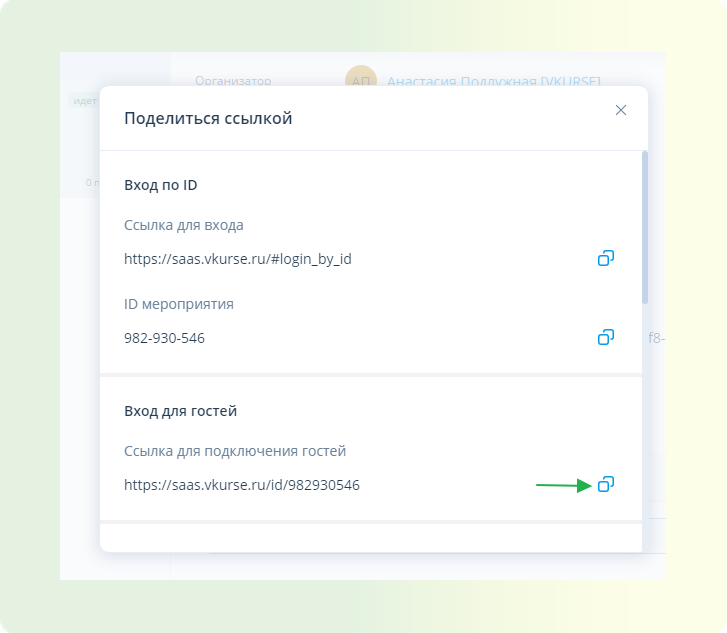 Организатор
АП
Анастасия Подлужная [VKURSE]
идет
0 п
Поделиться ссылкой
Вход по ID
Ссылка для входа
https://saas.vkurse.ru/#login_by_id
ID мероприятия
982-930-546
f8-
Вход для гостей
Ссылка для подключения гостей
https://saas.vkurse.ru/id/982930546